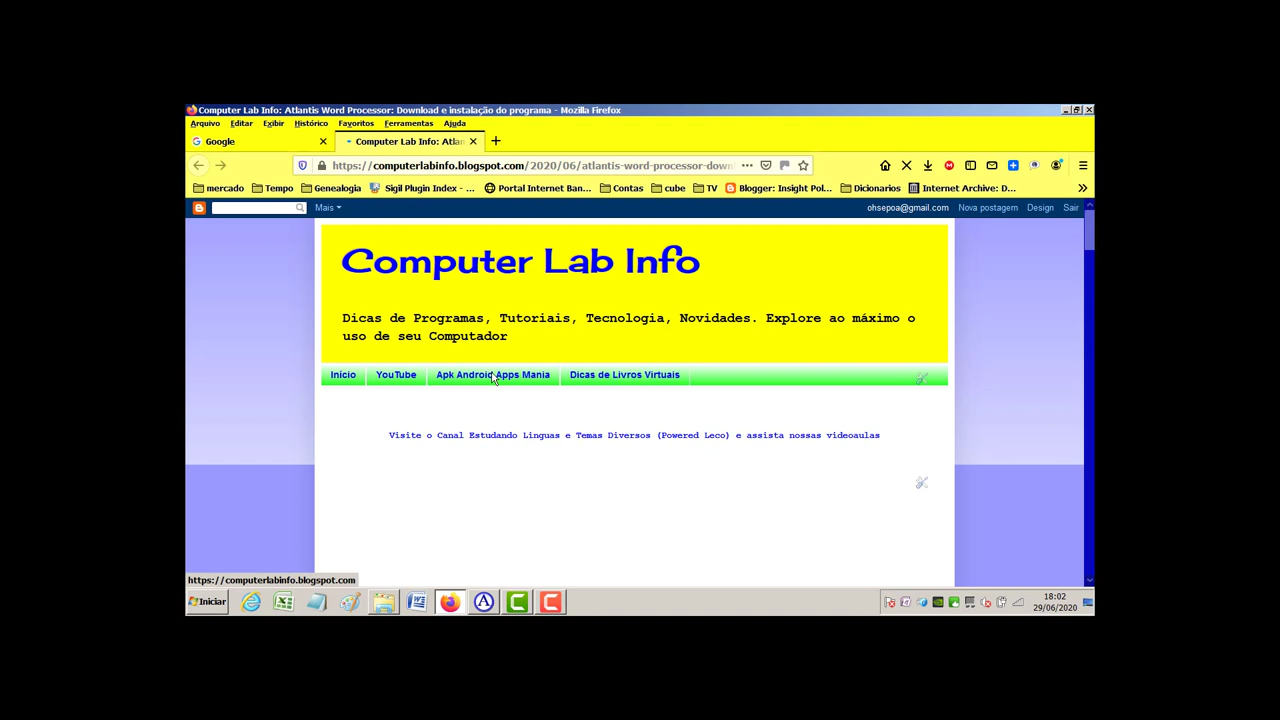 Computer Lab Info: Atlantis Word Processor: Download e instalação do programa - Mozilla Firefox
Arquivo Editar Exibir Histórico Favoritos Ferramentas Ajuda
Google Computer Lab Info: Atlan
https://computerlabinfo.blogspot.com/2020/06/atlantis-word-processor-down
mercado Tempo Genealogia Sigil Plugin Index - ... Portal Internet Ban... Contas cube TV Blogger: Insight Pol... Dicionarios Internet Archive: D...
Mais ohsepoa@gmail.com Nova postagem Design Sair
Computer Lab Info
Dicas de Programas, Tutoriais, Tecnologia, Novidades. Explore ao máximo o
uso de seu Computador
Início YouTube Apk Android Apps Mania Dicas de Livros Virtuais
Visite o Canal Estudando Linguas e Temas Diversos (Powered Leco) e assista nossas videoaulas
https://computerlabinfo.blogspot.com
Iniciar 18:02
29/06/2020